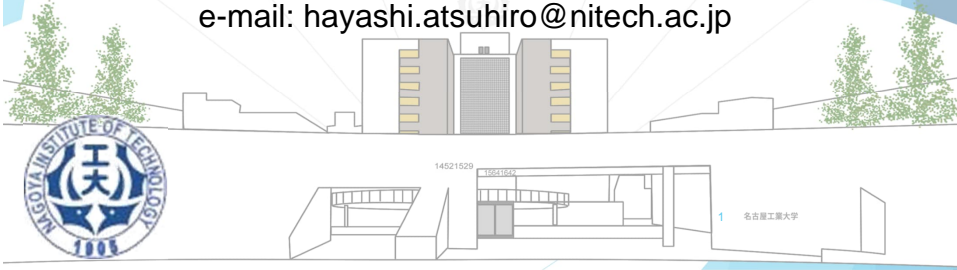 e-mail: hayashi.atsuhiro@nitech.ac.jp
NAGOYA INSTITUTE OF TECHNOLOGY
工大
1905
14521529
15641642
1 名古屋工業大学